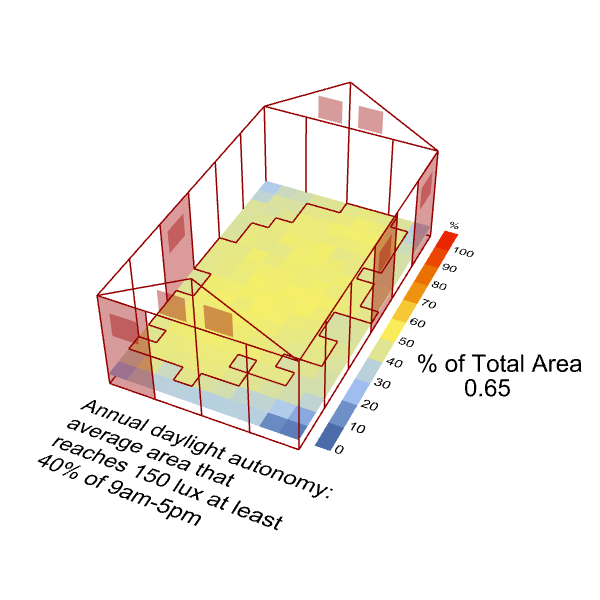 %
100
90
80
70
60
50
40
30
20
10
0
% of Total Area
0.65
Annual daylight autonomy:
average area that
reaches 150 lux at least
40% of 9am-5pm